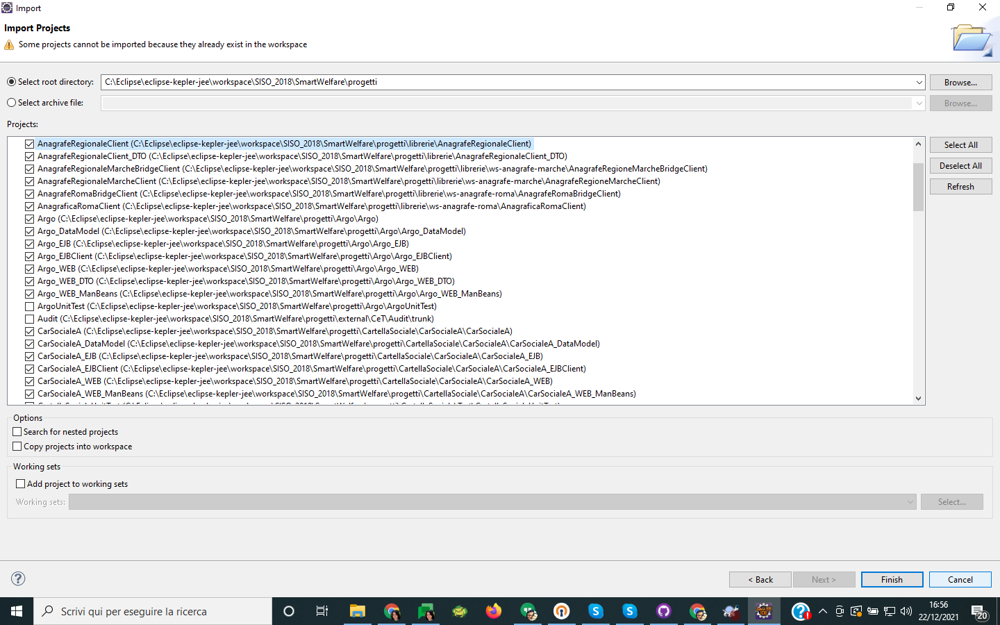 Import
Import Projects
Some projects cannot be imported because they already exist in the workspace
Select root directory: C:\Eclipse\eclipse-kepler-jee\workspace\SISO_2018\SmartWelfare\progetti Browse...
Select archive file: Browse...
Projects:
AnagrafeRegionaleClient (C:\Eclipse\eclipse-kepler-jee\workspace\SISO_2018\SmartWelfare\progetti\librerie\AnagrafeRegionaleClient)
AnagrafeRegionaleClient_DTO (C:\Eclipse\eclipse-kepler-jee\workspace\SISO_2018\SmartWelfare\progetti\librerie\AnagrafeRegionaleClient_DTO)
AnagrafeRegionaleMarcheBridgeClient (C:\Eclipse\eclipse-kepler-jee\workspace\SISO_2018\SmartWelfare\progetti\librerie\ws-anagrafe-marche\AnagrafeRegioneMarcheBridgeClient)
AnagrafeRegionaleMarcheClient (C:\Eclipse\eclipse-kepler-jee\workspace\SISO_2018\SmartWelfare\progetti\librerie\ws-anagrafe-marche\AnagrafeRegioneMarcheClient)
AnagrafeRomaBridgeClient (C:\Eclipse\eclipse-kepler-jee\workspace\SISO_2018\SmartWelfare\progetti\librerie\ws-anagrafe-roma\AnagrafeRomaBridgeClient)
AnagraficaRomaClient (C:\Eclipse\eclipse-kepler-jee\workspace\SISO_2018\SmartWelfare\progetti\librerie\ws-anagrafe-roma\AnagraficaRomaClient)
Argo (C:\Eclipse\eclipse-kepler-jee\workspace\SISO_2018\SmartWelfare\progetti\Argo\Argo)
Argo_DataModel (C:\Eclipse\eclipse-kepler-jee\workspace\SISO_2018\SmartWelfare\progetti\Argo\Argo_DataModel)
Argo_EJB (C:\Eclipse\eclipse-kepler-jee\workspace\SISO_2018\SmartWelfare\progetti\Argo\Argo_EJB)
Argo_EJBClient (C:\Eclipse\eclipse-kepler-jee\workspace\SISO_2018\SmartWelfare\progetti\Argo\Argo_EJBClient)
Argo_WEB (C:\Eclipse\eclipse-kepler-jee\workspace\SISO_2018\SmartWelfare\progetti\Argo\Argo_WEB)
Argo_WEB_DTO (C:\Eclipse\eclipse-kepler-jee\workspace\SISO_2018\SmartWelfare\progetti\Argo\Argo_WEB_DTO)
Argo_WEB_ManBeans (C:\Eclipse\eclipse-kepler-jee\workspace\SISO_2018\SmartWelfare\progetti\Argo\Argo_WEB_ManBeans)
ArgoUnitTest (C:\Eclipse\eclipse-kepler-jee\workspace\SISO_2018\SmartWelfare\progetti\Argo\ArgoUnitTest)
Audit (C:\Eclipse\eclipse-kepler-jee\workspace\SISO_2018\SmartWelfare\progetti\external\CeT\Audit\trunk)
CarSocialeA (C:\Eclipse\eclipse-kepler-jee\workspace\SISO_2018\SmartWelfare\progetti\CartellaSociale\CarSocialeA\CarSocialeA)
CarSocialeA_DataModel (C:\Eclipse\eclipse-kepler-jee\workspace\SISO_2018\SmartWelfare\progetti\CartellaSociale\CarSocialeA\CarSocialeA_DataModel)
CarSocialeA_EJB (C:\Eclipse\eclipse-kepler-jee\workspace\SISO_2018\SmartWelfare\progetti\CartellaSociale\CarSocialeA\CarSocialeA_EJB)
CarSocialeA_EJBClient (C:\Eclipse\eclipse-kepler-jee\workspace\SISO_2018\SmartWelfare\progetti\CartellaSociale\CarSocialeA\CarSocialeA_EJBClient)
CarSocialeA_WEB (C:\Eclipse\eclipse-kepler-jee\workspace\SISO_2018\SmartWelfare\progetti\CartellaSociale\CarSocialeA\CarSocialeA_WEB)
CarSocialeA_WEB_ManBeans (C:\Eclipse\eclipse-kepler-jee\workspace\SISO_2018\SmartWelfare\progetti\CartellaSociale\CarSocialeA\CarSocialeA_WEB_ManBeans)
Select All
Deselect All
Refresh
Options
Search for nested projects
Copy projects into workspace
Working sets
Add project to working sets
Working sets: Select...
< Back Next > Finish Cancel
Scrivi qui per eseguire la ricerca
16:56
22/12/2021
20